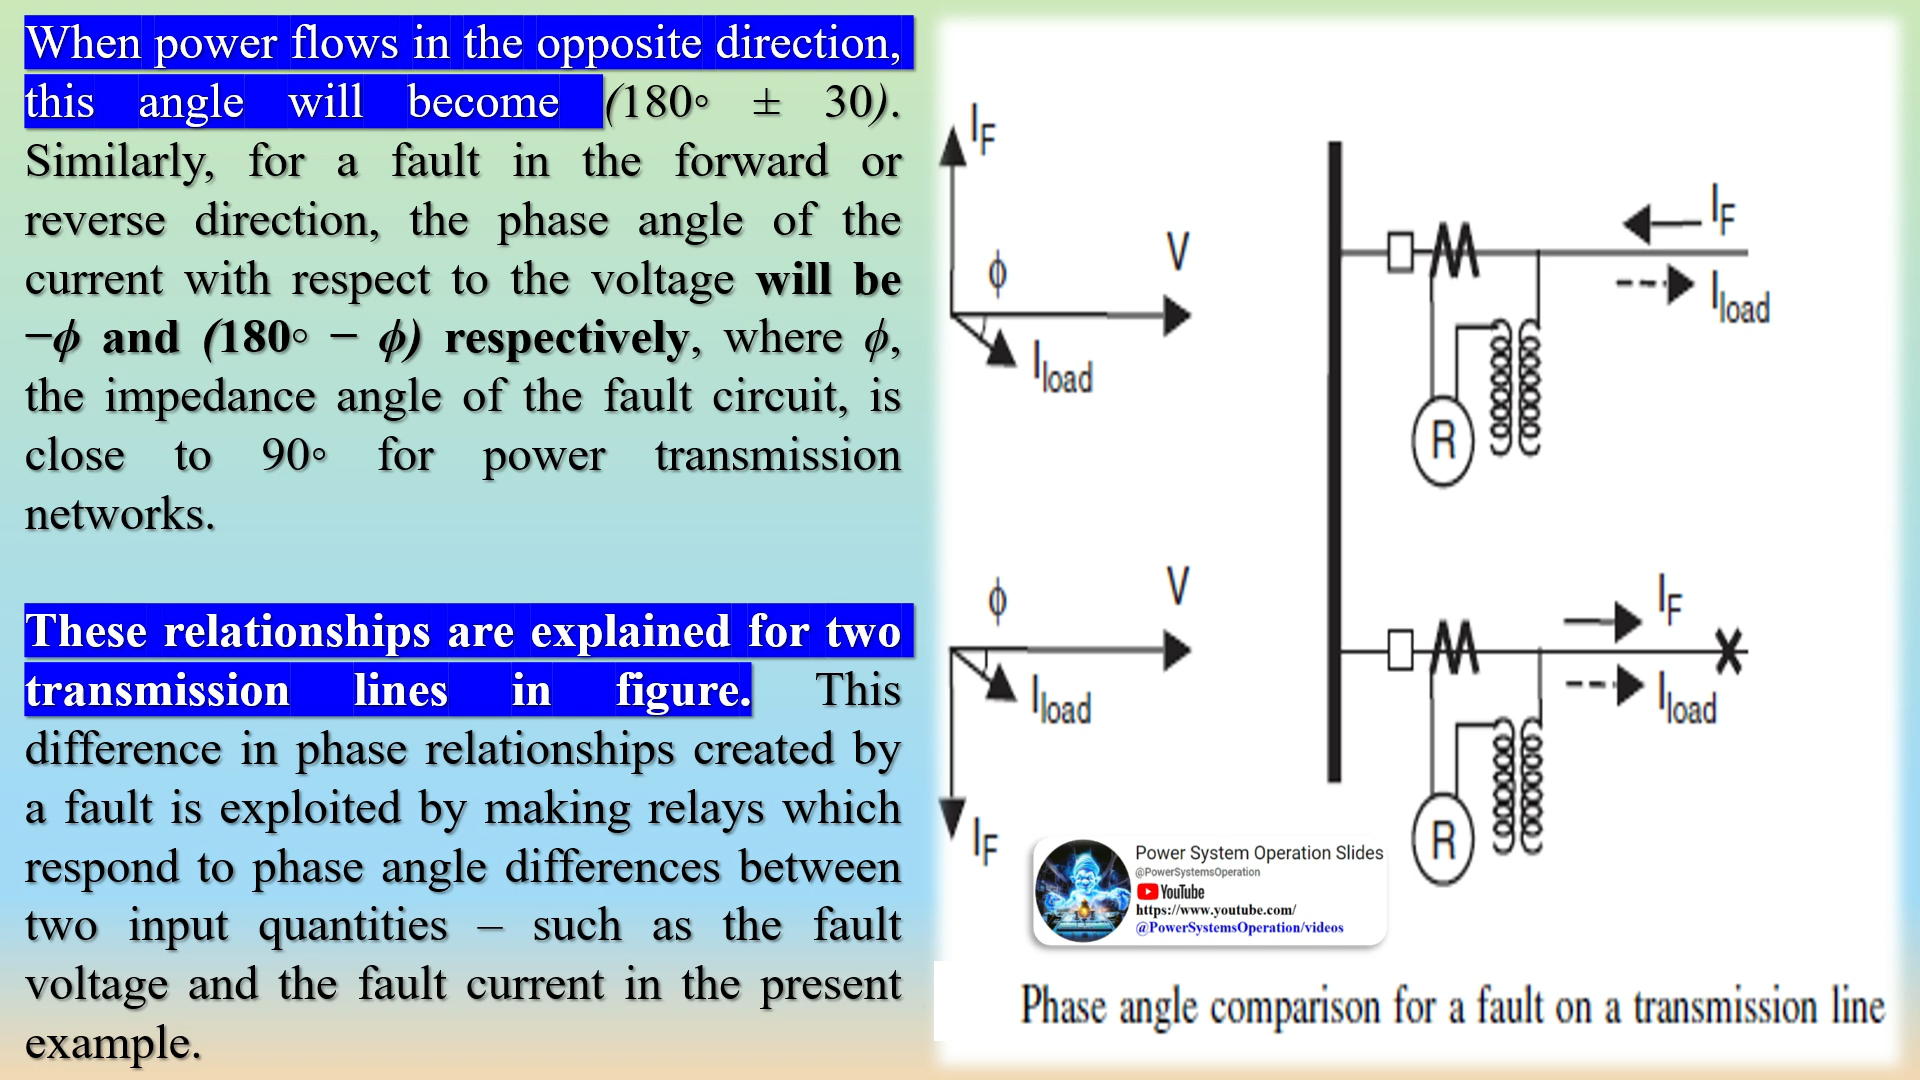 When power flows in the opposite direction,
this angle will become (180◦ ± 30).
Similarly, for a fault in the forward or
reverse direction, the phase angle of the
current with respect to the voltage will be
−ϕ and (180◦ − ϕ) respectively, where ϕ,
the impedance angle of the fault circuit, is
close to 90◦ for power transmission
networks.
These relationships are explained for two
transmission lines in figure. This
difference in phase relationships created by
a fault is exploited by making relays which
respond to phase angle differences between
two input quantities – such as the fault
voltage and the fault current in the present
example.
IF
V
ϕ
Iload
IF
Iload
R
ϕ
V
Iload
IF
IF
Iload
R
Power System Operation Slides
@PowerSystemsOperation
YouTube
https://www.youtube.com/
@PowerSystemsOperation/videos
Phase angle comparison for a fault on a transmission line